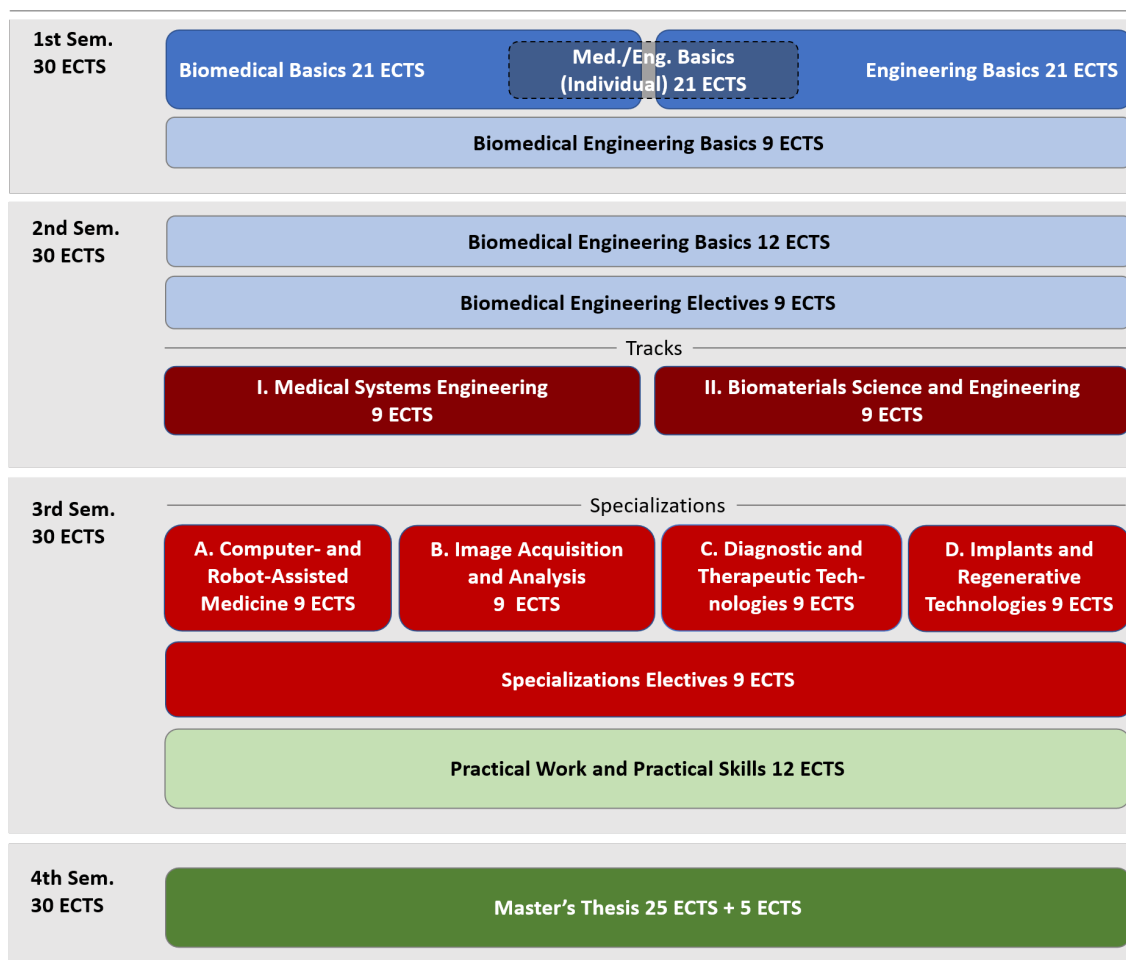 1st Sem.
30 ECTS
Biomedical Basics 21 ECTS
Med./Eng. Basics
(Individual) 21 ECTS
Engineering Basics 21 ECTS
Biomedical Engineering Basics 9 ECTS
2nd Sem.
30 ECTS
Biomedical Engineering Basics 12 ECTS
Biomedical Engineering Electives 9 ECTS
Tracks
I. Medical Systems Engineering
9 ECTS
II. Biomaterials Science and Engineering
9 ECTS
3rd Sem.
30 ECTS
Specializations
A. Computer- and
Robot-Assisted
Medicine 9 ECTS
B. Image Acquisition
and Analysis
9 ECTS
C. Diagnostic and
Therapeutic Tech-
nologies 9 ECTS
D. Implants and
Regenerative
Technologies 9 ECTS
Specializations Electives 9 ECTS
Practical Work and Practical Skills 12 ECTS
4th Sem.
30 ECTS
Master’s Thesis 25 ECTS + 5 ECTS